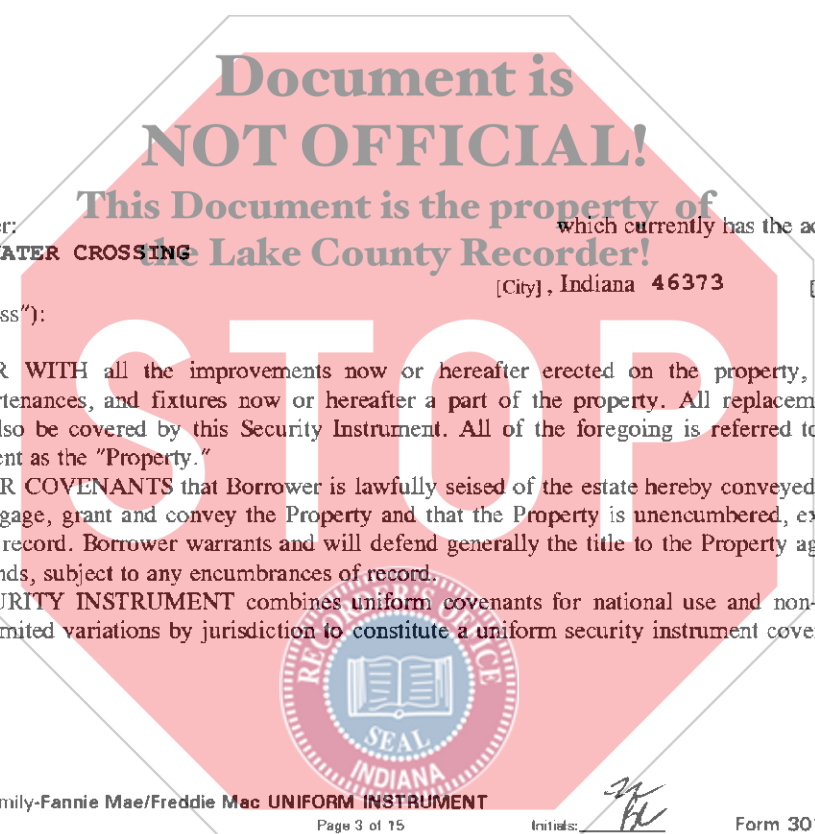 Document is
NOT OFFICIAL!
This Document is the property of
the Lake County Recorder!
er: which currently has the ac
ATER CROSSING
[City], Indiana 46373 [
ss"):
R WITH all the improvements now or hereafter erected on the property,
rtenances, and fixtures now or hereafter a part of the property. All replacem
lso be covered by this Security Instrument. All of the foregoing is referred to
ent as the "Property."
R COVENANTS that Borrower is lawfully seised of the estate hereby conveyed
gage, grant and convey the Property and that the Property is unencumbered, ex
record. Borrower warrants and will defend generally the title to the Property ag
nds, subject to any encumbrances of record.
URITY INSTRUMENT combines uniform covenants for national use and non-
mited variations by jurisdiction to constitute a uniform security instrument cover
STOP
RECORDER'S OFFICE
SEAL
INDIANA
mily-Fannie Mae/Freddie Mac UNIFORM INSTRUMENT
Page 3 of 15 Initials: Form 301